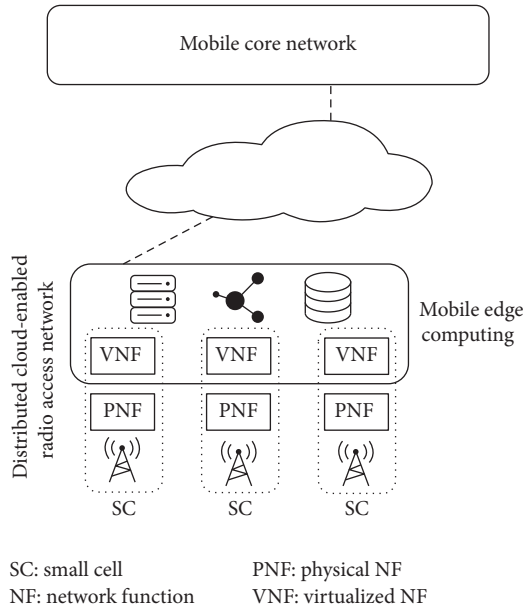 Mobile core network
Distributed cloud-enabled
radio access network
Mobile edge
computing
VNF VNF VNF
PNF PNF PNF
SC SC SC
SC: small cell PNF: physical NF
NF: network function VNF: virtualized NF